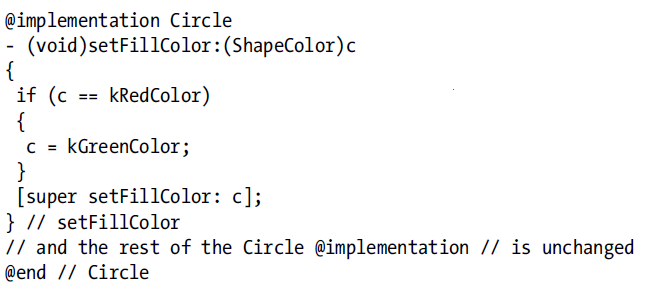 @implementation Circle
- (void)setFillColor:(ShapeColor)c
{
if (c == kRedColor)
{
c = kGreenColor;
}
[super setFillColor: c];
} // setFillColor
// and the rest of the Circle @implementation // is unchanged
@end // Circle